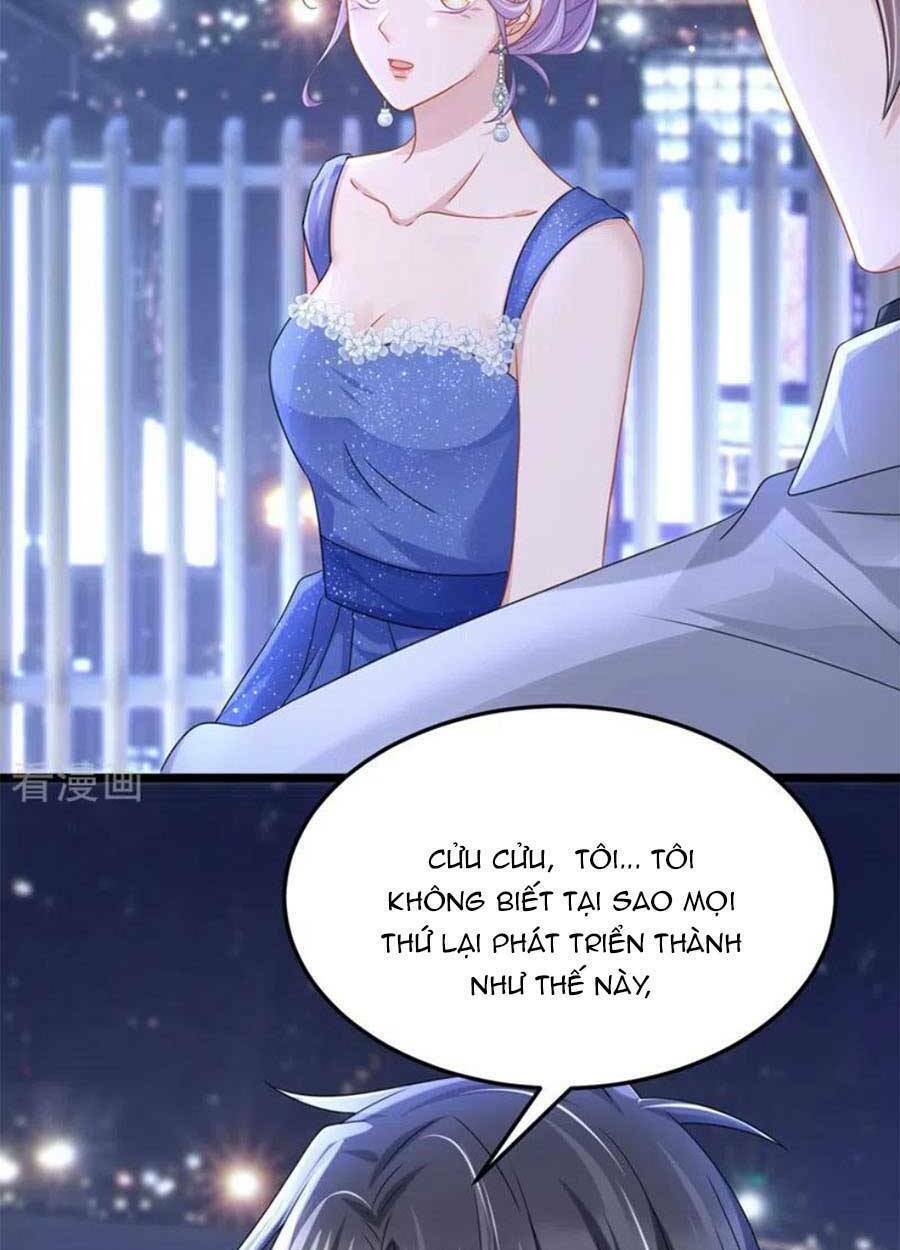 看漫画
CỬU CỬU, TÔI... TÔI
KHÔNG BIẾT TẠI SAO MỌI
THỨ LẠI PHÁT TRIỂN THÀNH
NHƯ THẾ NÀY,